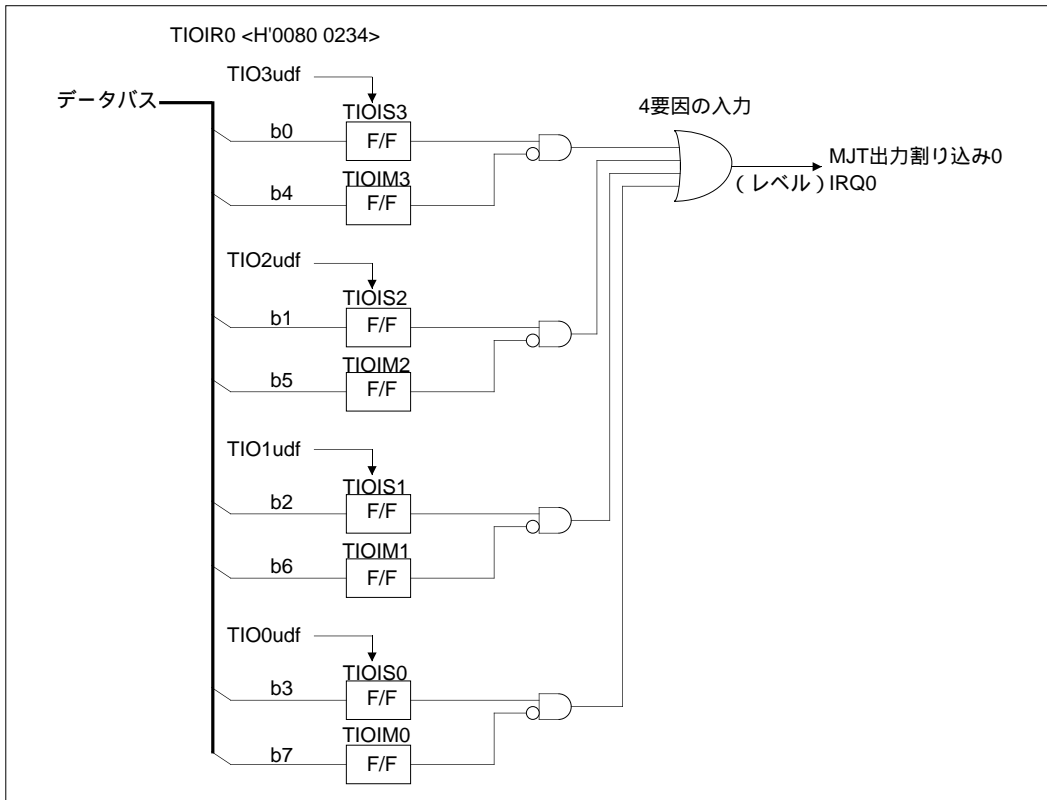 TIOIR0 <H'0080 0234>
TIO3udf
データバス
TIOIS3
4要因の入力
b0
F/F
MJT出力割り込み0
TIOIM3
(レベル)IRQ0
b4
F/F
TIO2udf
TIOIS2
b1
F/F
TIOIM2
b5
F/F
TIO1udf
TIOIS1
b2
F/F
TIOIM1
b6
F/F
TIO0udf
TIOIS0
b3
F/F
TIOIM0
b7
F/F